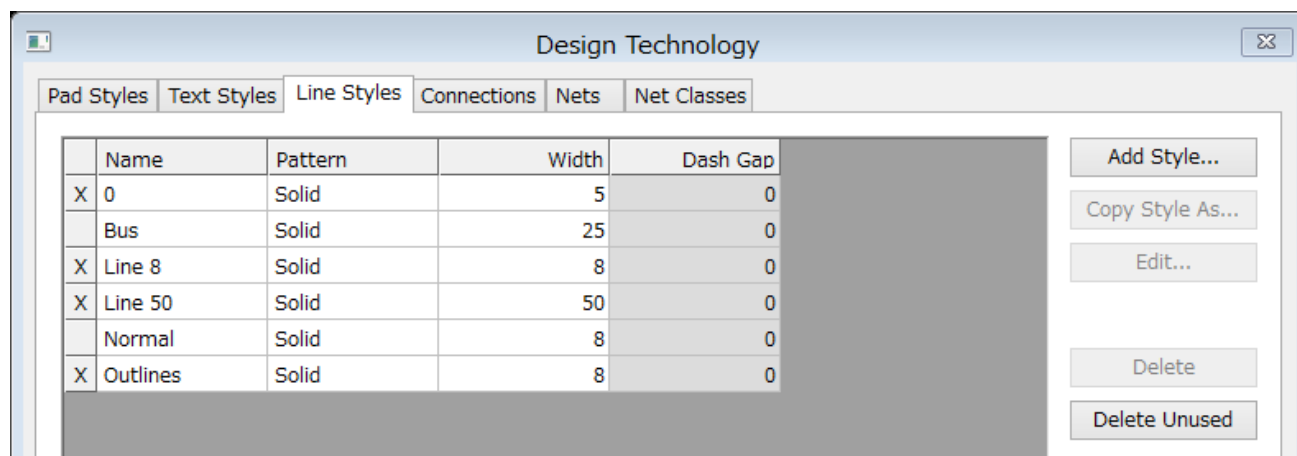 Design Technology
Pad Styles Text Styles Line Styles Connections Nets Net Classes
Name Pattern Width Dash Gap
X 0 Solid 5 0
Bus Solid 25 0
X Line 8 Solid 8 0
X Line 50 Solid 50 0
Normal Solid 8 0
X Outlines Solid 8 0
Add Style...
Copy Style As...
Edit...
Delete
Delete Unused